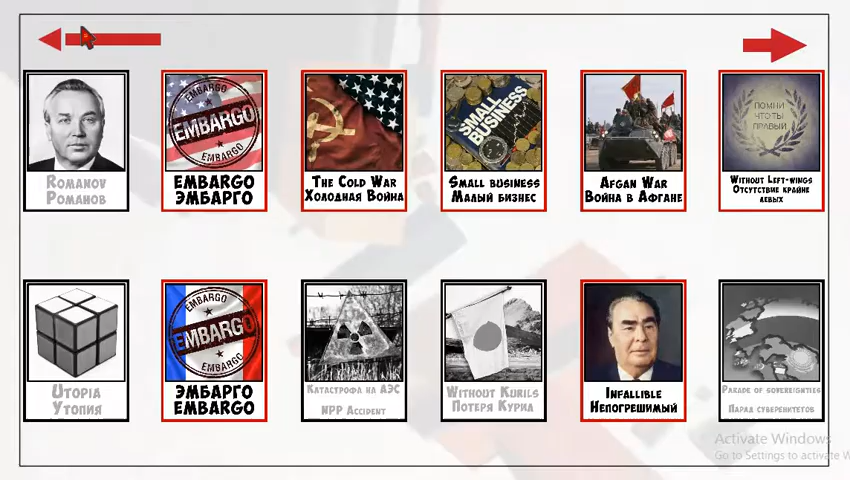 EMBARGO
EMBARGO
EMBARGO
SMALL
BUSINESS
ПОМНИ
ЧТО ТЫ
ПРАВЫЙ
Romanov
Романов
EMBARGO
ЭМБАРГО
The Cold War
Холодная Война
Small business
Малый бизнес
Afgan War
Война в Афгане
Without Left-wings
Отсутствие крайне
левых
EMBARGO
EMBARGO
EMBARGO
Utopia
Утопия
ЭМБАРГО
EMBARGO
Катастрофа на АЭС
NPP Accident
Without Kurils
Потеря Курил
Infallible
Непогрешимый
Parade of sovereignties
Парад суверенитетов
Activate Windows
Go to Settings to activate W